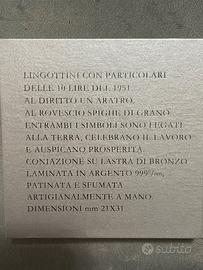 LINGOTTINI CON PARTICOLARI
DELLE 10 LIRE DEL 1951
AL DIRITTO UN ARATRO,
AL ROVESCIO SPIGHE DI GRANO.
ENTRAMBI I SIMBOLI SONO LEGATI
ALLA TERRA, CELEBRANO IL LAVORO
E AUSPICANO PROSPERITÀ.
CONIAZIONE SU LASTRA DI BRONZO
LAMINATA IN ARGENTO 999‰,
PATINATA E SFUMATA
ARTIGIANALMENTE A MANO.
DIMENSIONI mm 21X31
subito